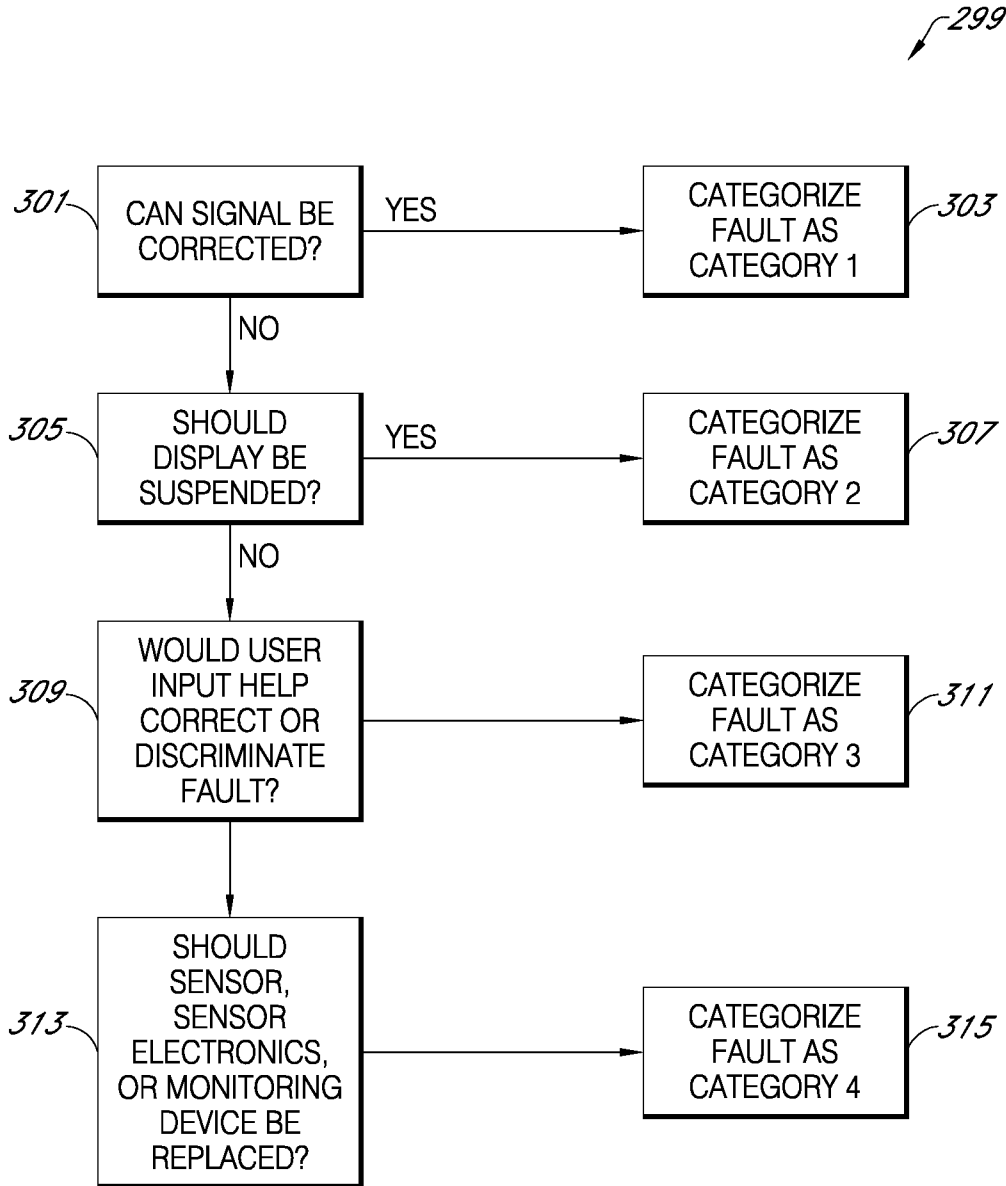 299
301
CAN SIGNAL BE
CORRECTED?
YES
CATEGORIZE
FAULT AS
CATEGORY 1
303
NO
305
SHOULD
DISPLAY BE
SUSPENDED?
YES
CATEGORIZE
FAULT AS
CATEGORY 2
307
NO
309
WOULD USER
INPUT HELP
CORRECT OR
DISCRIMINATE
FAULT?
CATEGORIZE
FAULT AS
CATEGORY 3
311
313
SHOULD
SENSOR,
SENSOR
ELECTRONICS,
OR MONITORING
DEVICE BE
REPLACED?
CATEGORIZE
FAULT AS
CATEGORY 4
315